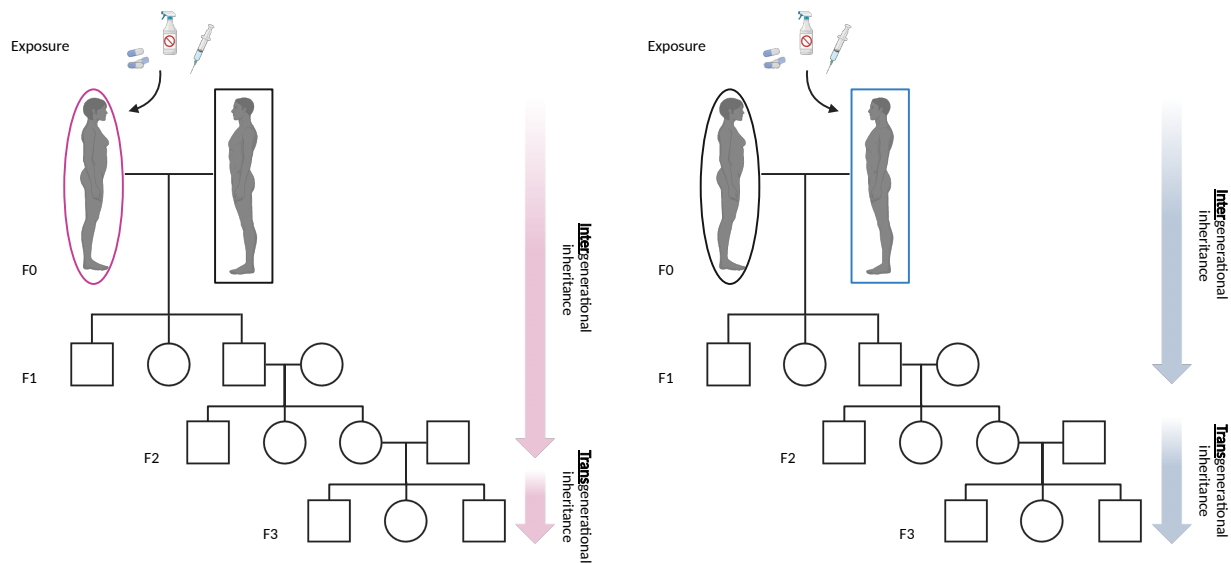 Exposure
F0
F1
F2
F3
Intergenerational
inheritance
Transgenerational
inheritance
Exposure
F0
F1
F2
F3
Intergenerational
inheritance
Transgenerational
inheritance